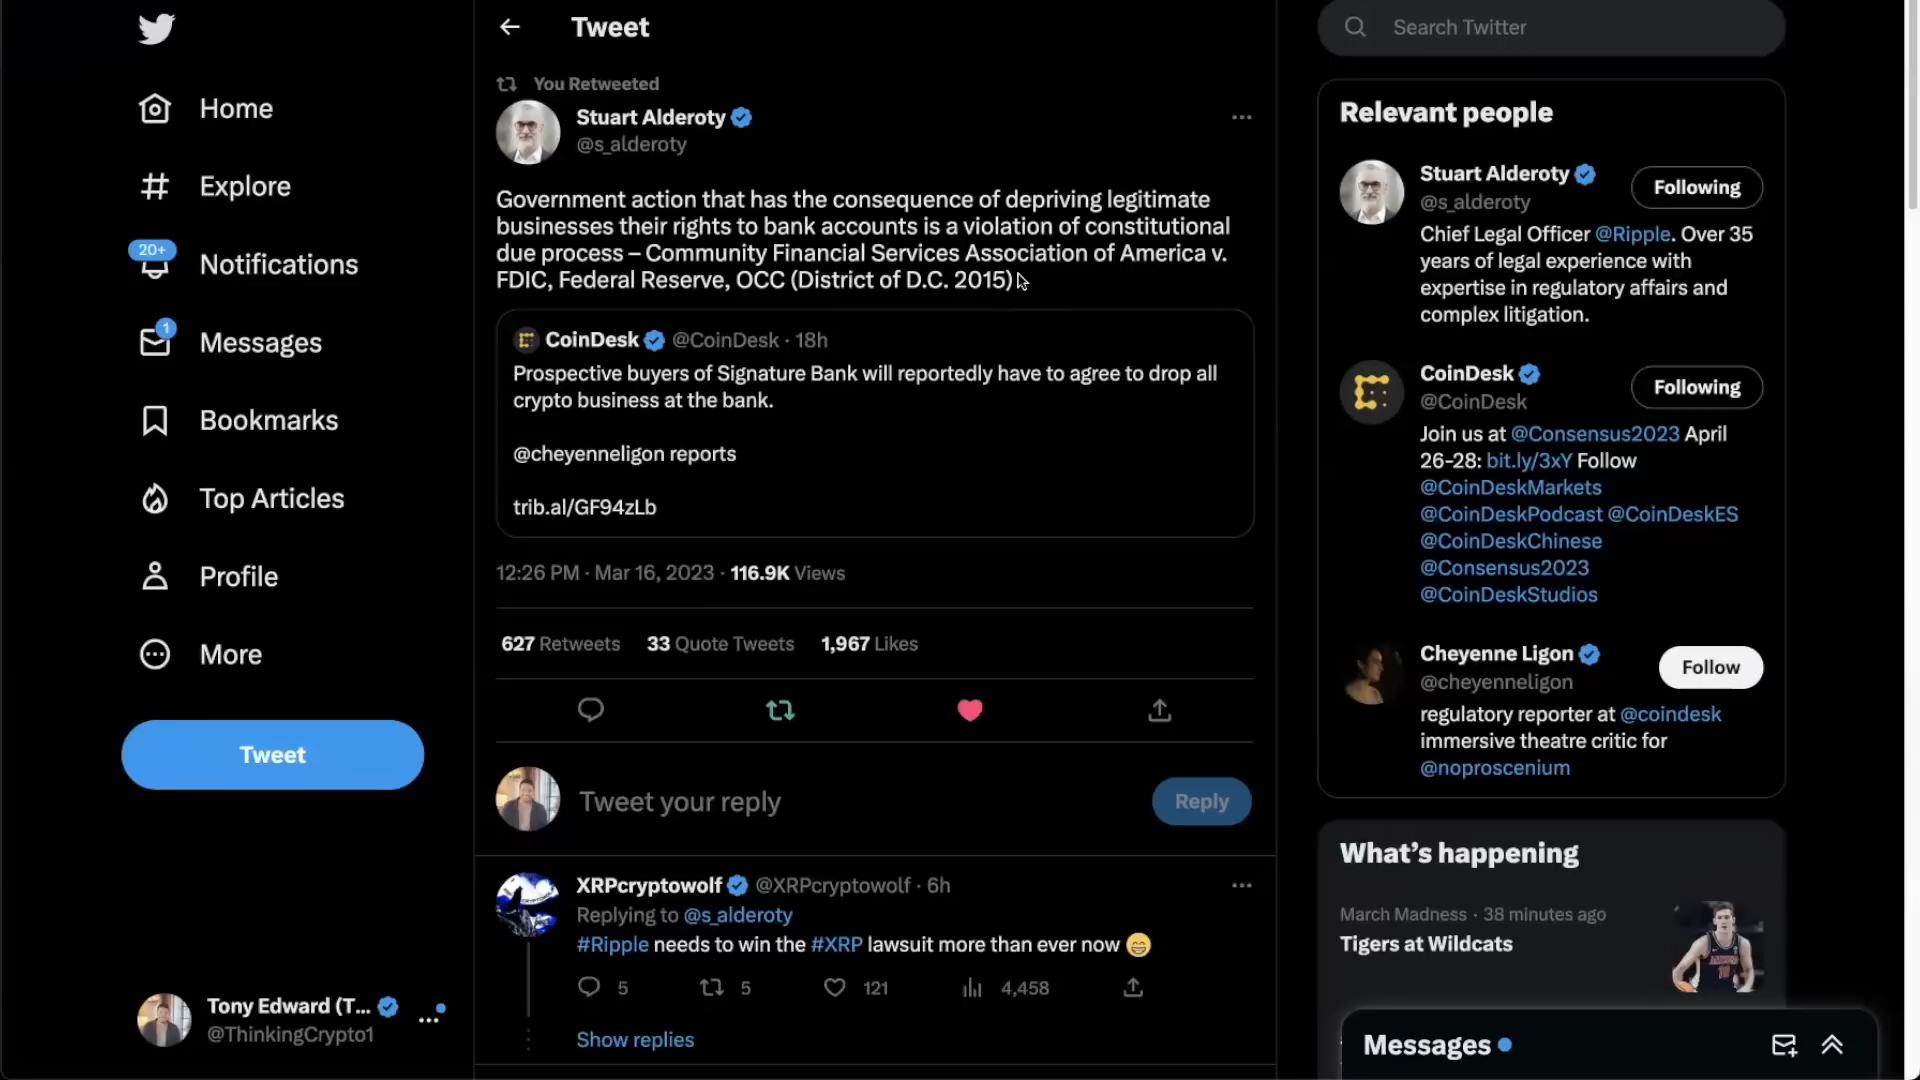 Home
Explore
20+
Notifications
1
Messages
Bookmarks
Top Articles
Profile
More
Tweet
Tony Edward (T...
@ThinkingCrypto1
Tweet
You Retweeted
Stuart Alderoty
@s_alderoty
Government action that has the consequence of depriving legitimate
businesses their rights to bank accounts is a violation of constitutional
due process – Community Financial Services Association of America v.
FDIC, Federal Reserve, OCC (District of D.C. 2015)
CoinDesk @CoinDesk · 18h
Prospective buyers of Signature Bank will reportedly have to agree to drop all
crypto business at the bank.
@cheyenneligon reports
trib.al/GF94zLb
12:26 PM · Mar 16, 2023 · 116.9K Views
627 Retweets 33 Quote Tweets 1,967 Likes
Tweet your reply
Reply
XRPcryptowolf @XRPcryptowolf · 6h
Replying to @s_alderoty
#Ripple needs to win the #XRP lawsuit more than ever now 😄
5 5 121 4,458
Show replies
Search Twitter
Relevant people
Stuart Alderoty
@s_alderoty
Following
Chief Legal Officer @Ripple. Over 35
years of legal experience with
expertise in regulatory affairs and
complex litigation.
CoinDesk
@CoinDesk
Following
Join us at @Consensus2023 April
26-28: bit.ly/3xY Follow
@CoinDeskMarkets
@CoinDeskPodcast @CoinDeskES
@CoinDeskChinese
@Consensus2023
@CoinDeskStudios
Cheyenne Ligon
@cheyenneligon
Follow
regulatory reporter at @coindesk
immersive theatre critic for
@noproscenium
What's happening
March Madness · 38 minutes ago
Tigers at Wildcats
Messages